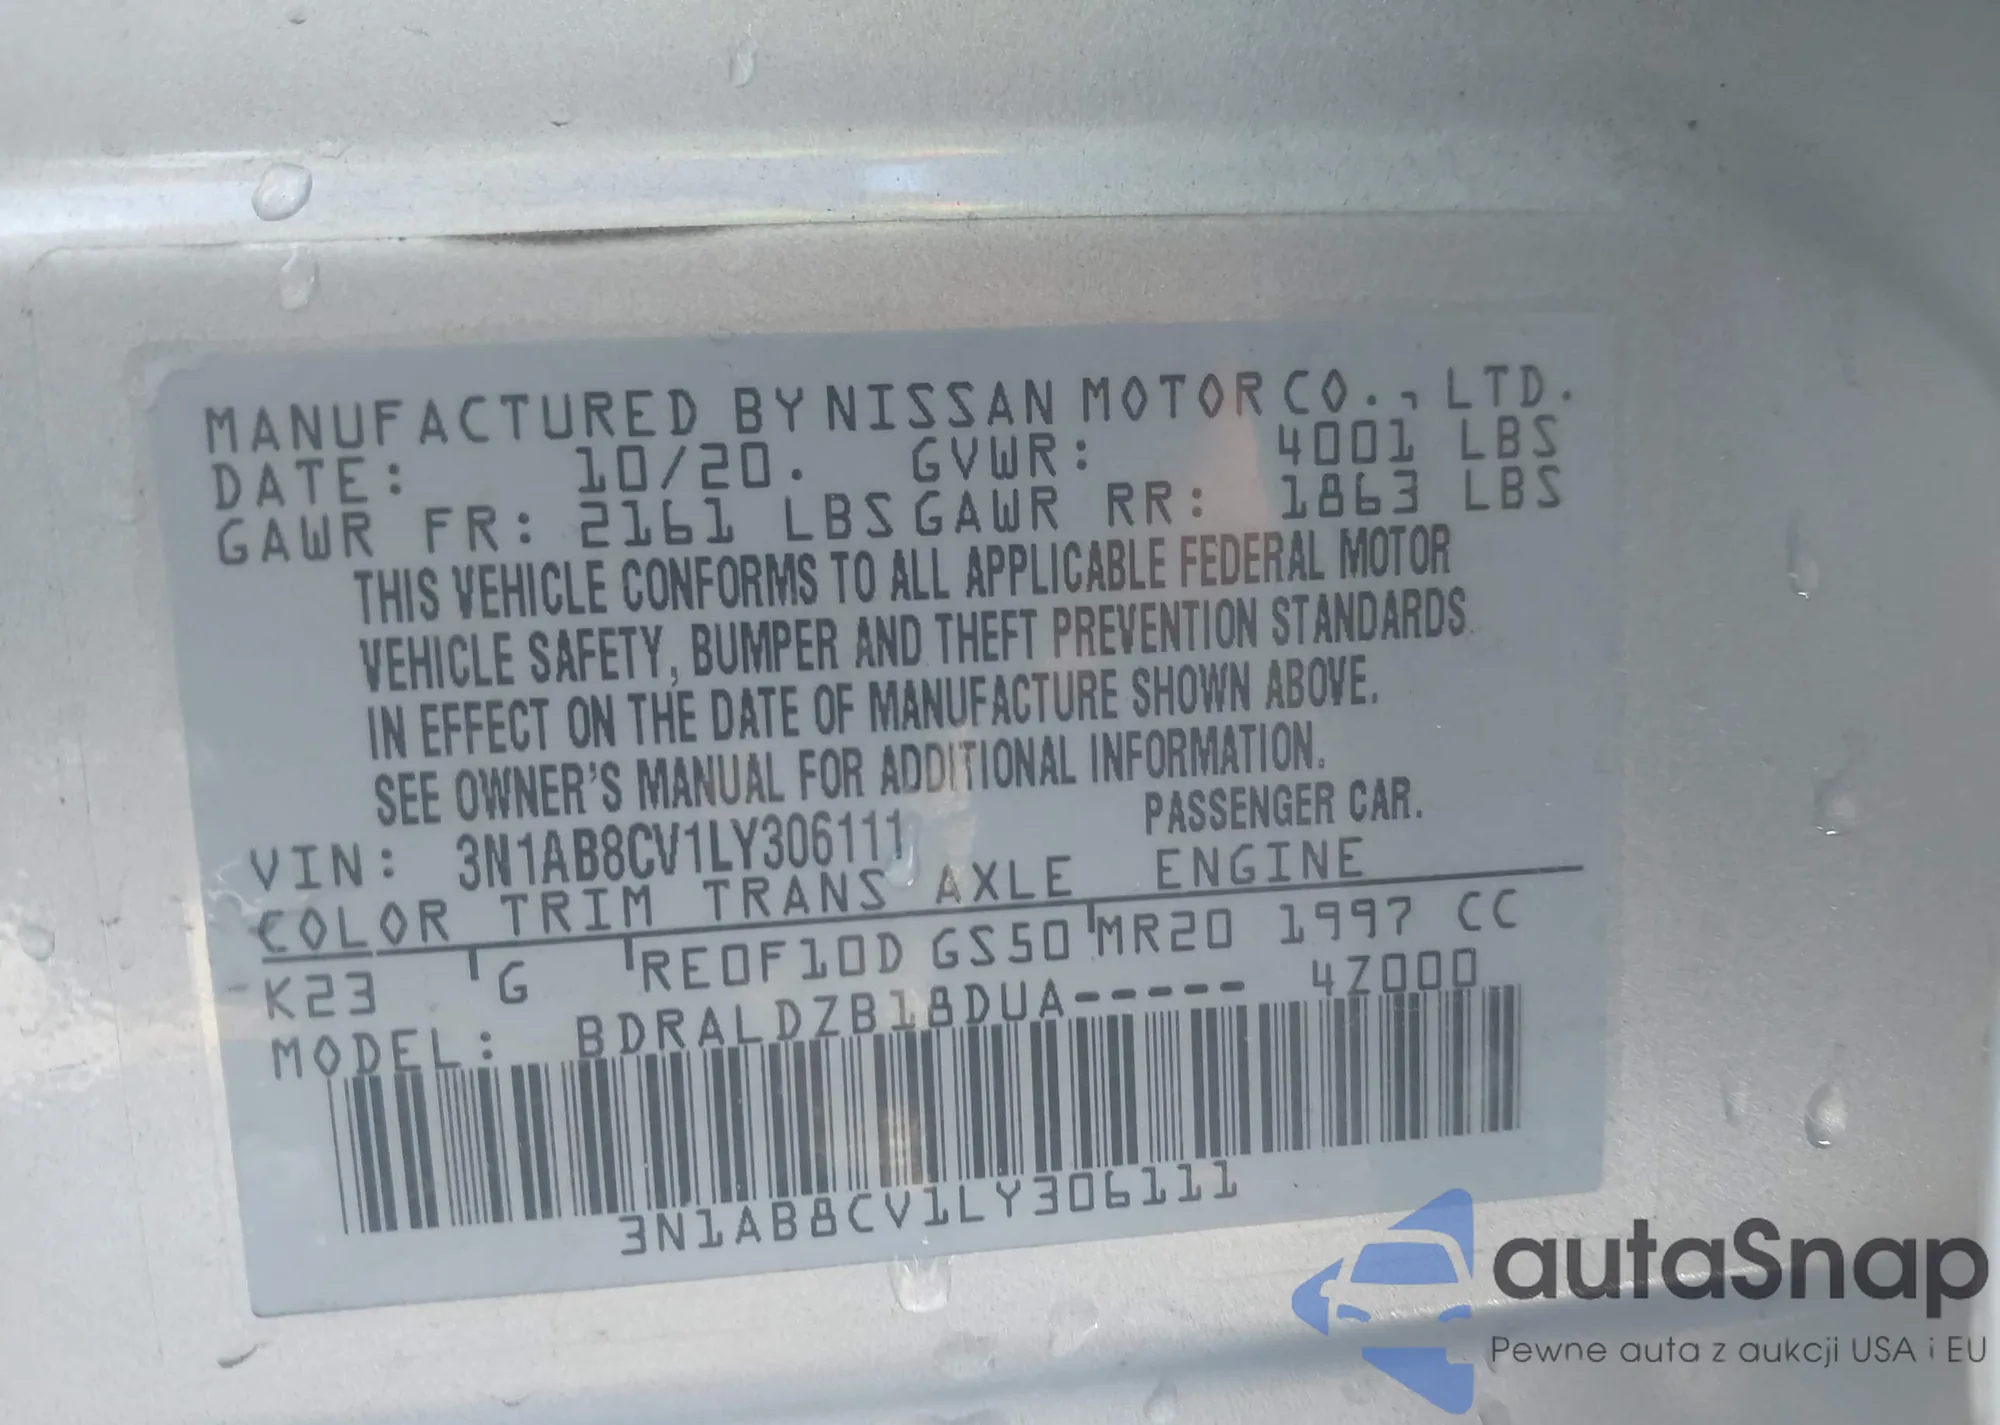 MANUFACTURED BY NISSAN MOTOR CO., LTD.
DATE: 10/20. GVWR: 4001 LBS
GAWR FR: 2161 LBS GAWR RR: 1863 LBS
THIS VEHICLE CONFORMS TO ALL APPLICABLE FEDERAL MOTOR
VEHICLE SAFETY, BUMPER AND THEFT PREVENTION STANDARDS
IN EFFECT ON THE DATE OF MANUFACTURE SHOWN ABOVE.
SEE OWNER'S MANUAL FOR ADDITIONAL INFORMATION.
VIN: 3N1AB8CV1LY306111 PASSENGER CAR.
COLOR TRIM TRANS AXLE ENGINE
K23 G RE0F10D GS50 MR20 1997 CC
MODEL: BDRALDZB18DUA----- 4Z000
3N1AB8CV1LY306111
autaSnap
Pewne auta z aukcji USA i EU